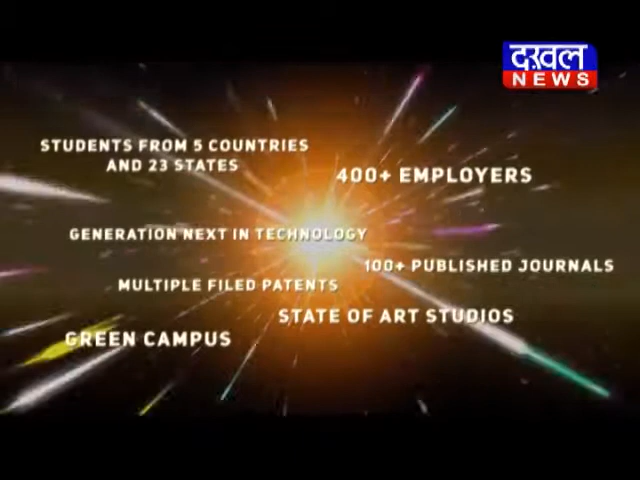 दख़ल
NEWS
STUDENTS FROM 5 COUNTRIES
AND 23 STATES
400+ EMPLOYERS
GENERATION NEXT IN TECHNOLOGY
100+ PUBLISHED JOURNALS
MULTIPLE FILED PATENTS
STATE OF ART STUDIOS
GREEN CAMPUS